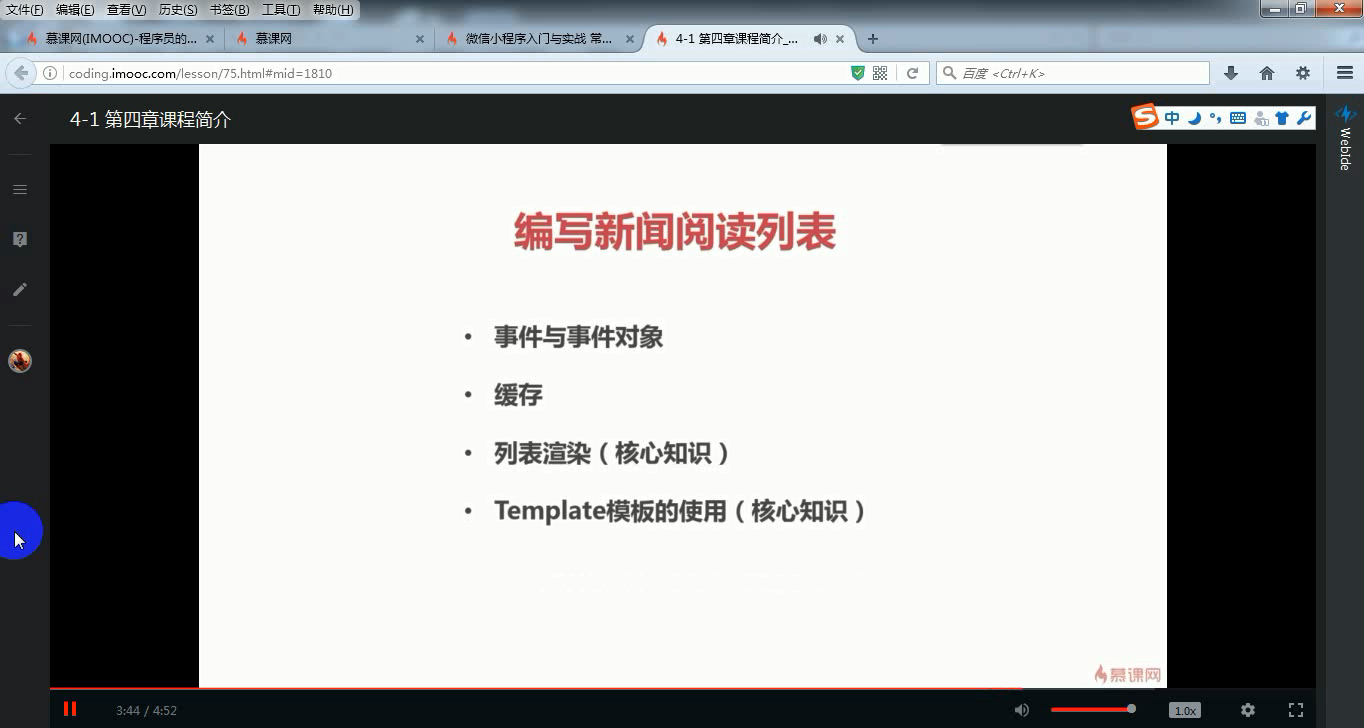 文件(F) 编辑(E) 查看(V) 历史(S) 书签(B) 工具(T) 帮助(H)
慕课网(IMOOC)-程序员的... 慕课网 微信小程序入门与实战 常... 4-1 第四章课程简介_...
coding.imooc.com/lesson/75.html#mid=1810 百度 <Ctrl+K>
4-1 第四章课程简介
中
WebIde
编写新闻阅读列表
• 事件与事件对象
• 缓存
• 列表渲染（核心知识）
• Template模板的使用（核心知识）
慕课网
3:44 / 4:52 1.0x